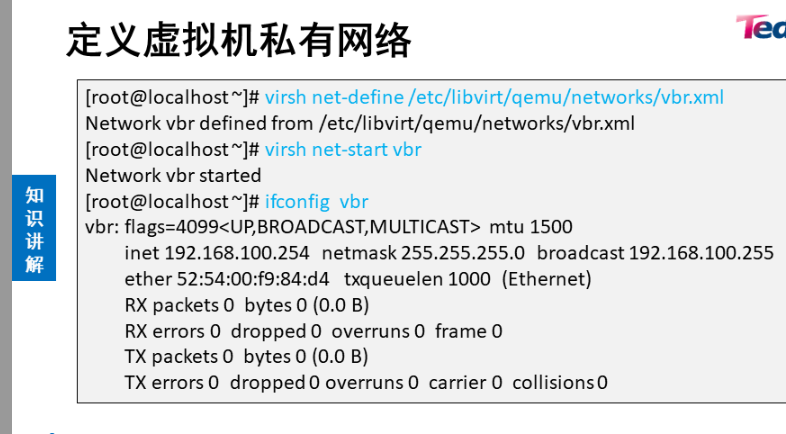 定义虚拟机私有网络
Ted
[root@localhost ~]# virsh net-define /etc/libvirt/qemu/networks/vbr.xml
Network vbr defined from /etc/libvirt/qemu/networks/vbr.xml
[root@localhost ~]# virsh net-start vbr
Network vbr started
[root@localhost ~]# ifconfig vbr
vbr: flags=4099<UP,BROADCAST,MULTICAST> mtu 1500
inet 192.168.100.254 netmask 255.255.255.0 broadcast 192.168.100.255
ether 52:54:00:f9:84:d4 txqueuelen 1000 (Ethernet)
RX packets 0 bytes 0 (0.0 B)
RX errors 0 dropped 0 overruns 0 frame 0
TX packets 0 bytes 0 (0.0 B)
TX errors 0 dropped 0 overruns 0 carrier 0 collisions 0
知识讲解